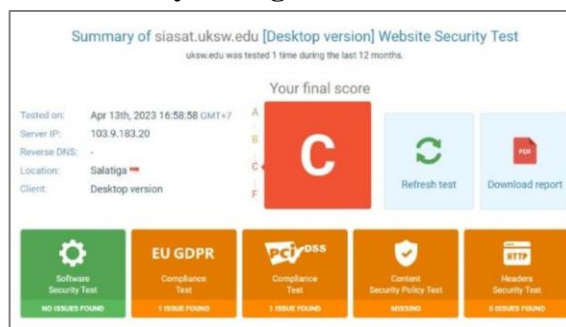 Summary of siasat.uksw.edu [Desktop version] Website Security Test
uksw.edu was tested 1 time during the last 12 months.
Your final score
Tested on: Apr 13th, 2023 16:58:58 GMT+7
Server IP: 103.9.183.20
Reverse DNS: -
Location: Salatiga
Client: Desktop version
A
B
C
F
C
Refresh test
PDF
Download report
Software
Security Test
NO ISSUES FOUND
EU GDPR
Compliance
Test
1 ISSUE FOUND
PCI DSS
Compliance
Test
1 ISSUE FOUND
Content
Security Policy Test
MISSING
HTTP
Headers
Security Test
5 ISSUES FOUND